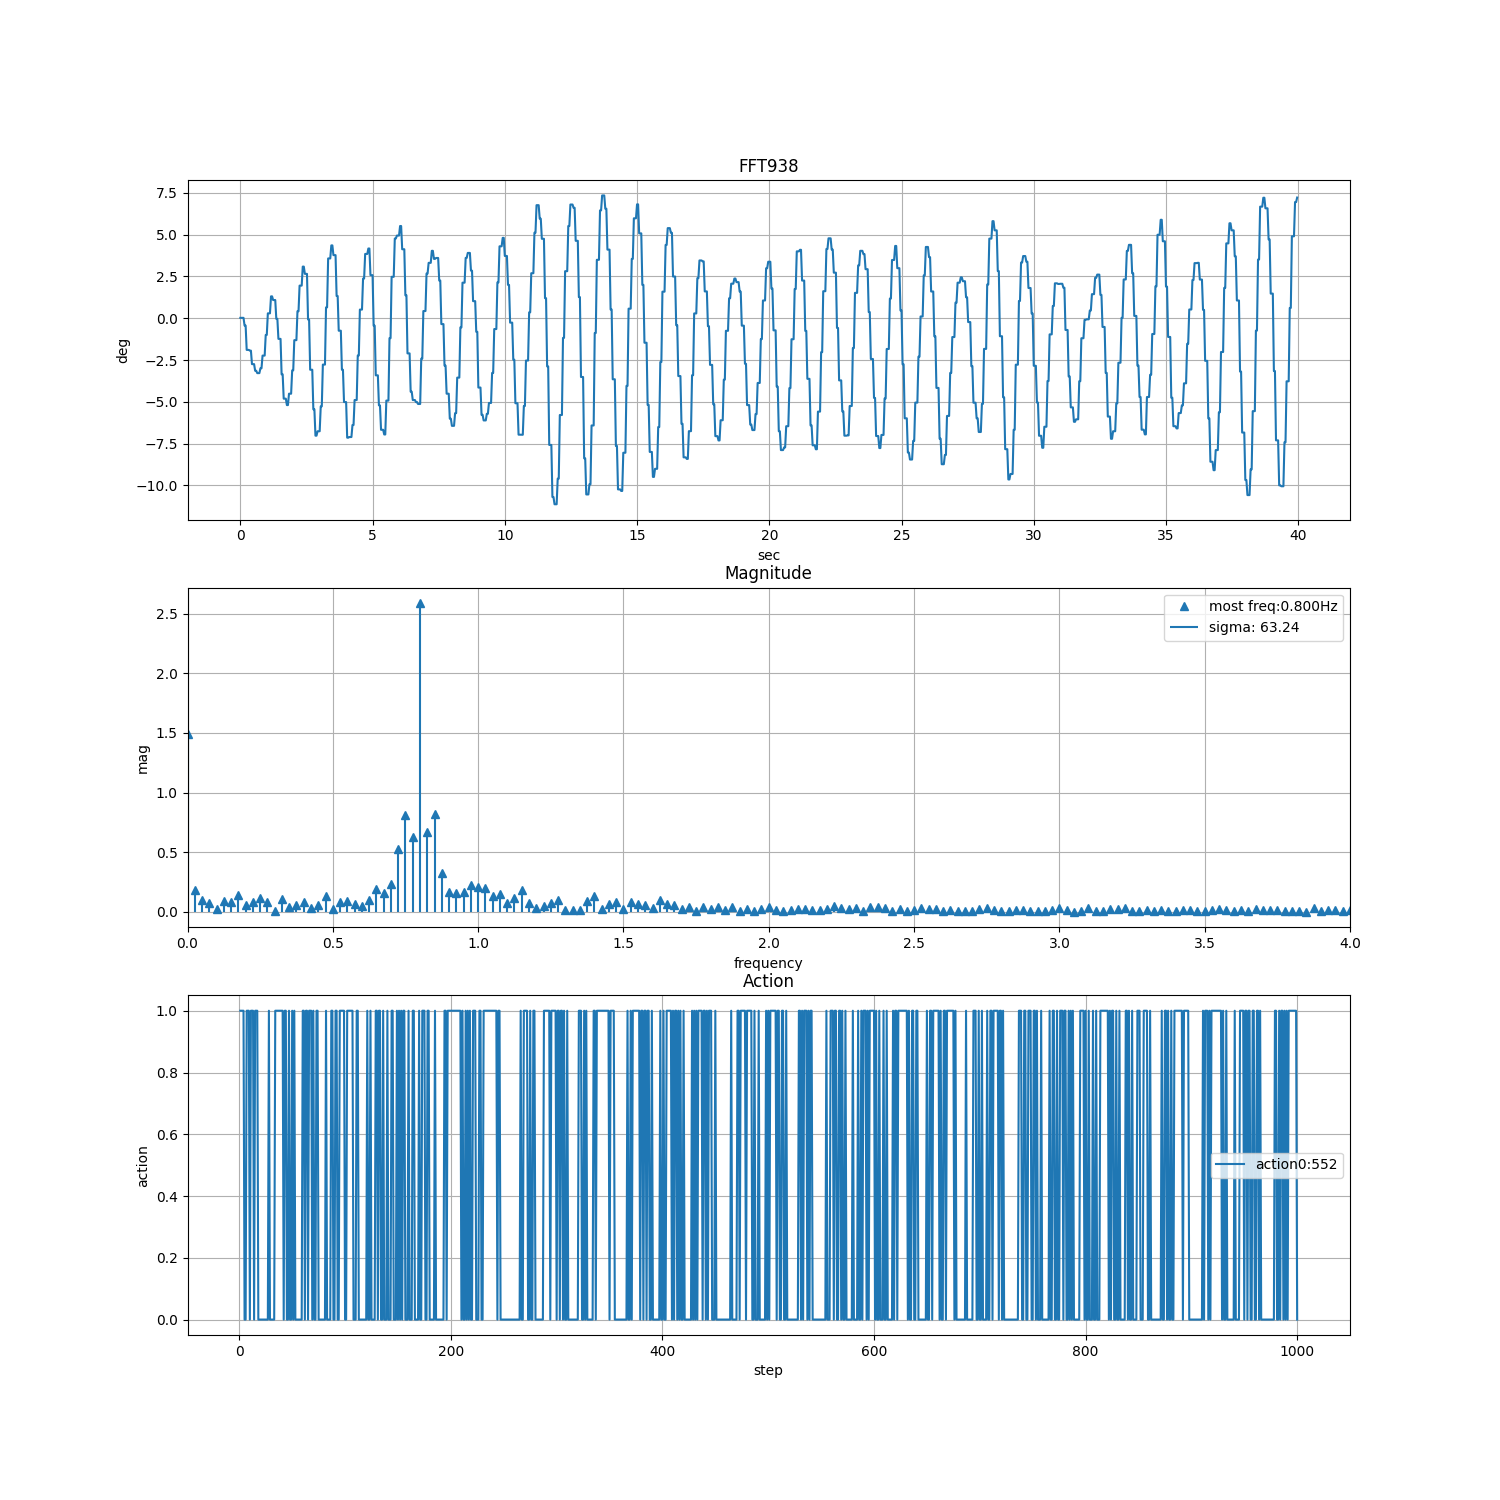 FFT938
7.5
5.0
2.5
0.0
−2.5
−5.0
−7.5
−10.0
deg
0 5 10 15 20 25 30 35 40
sec
Magnitude
most freq:0.800Hz
sigma: 63.24
2.5
2.0
1.5
1.0
0.5
0.0
mag
0.0 0.5 1.0 1.5 2.0 2.5 3.0 3.5 4.0
frequency
Action
1.0
0.8
0.6
0.4
0.2
0.0
action
action0:552
0 200 400 600 800 1000
step